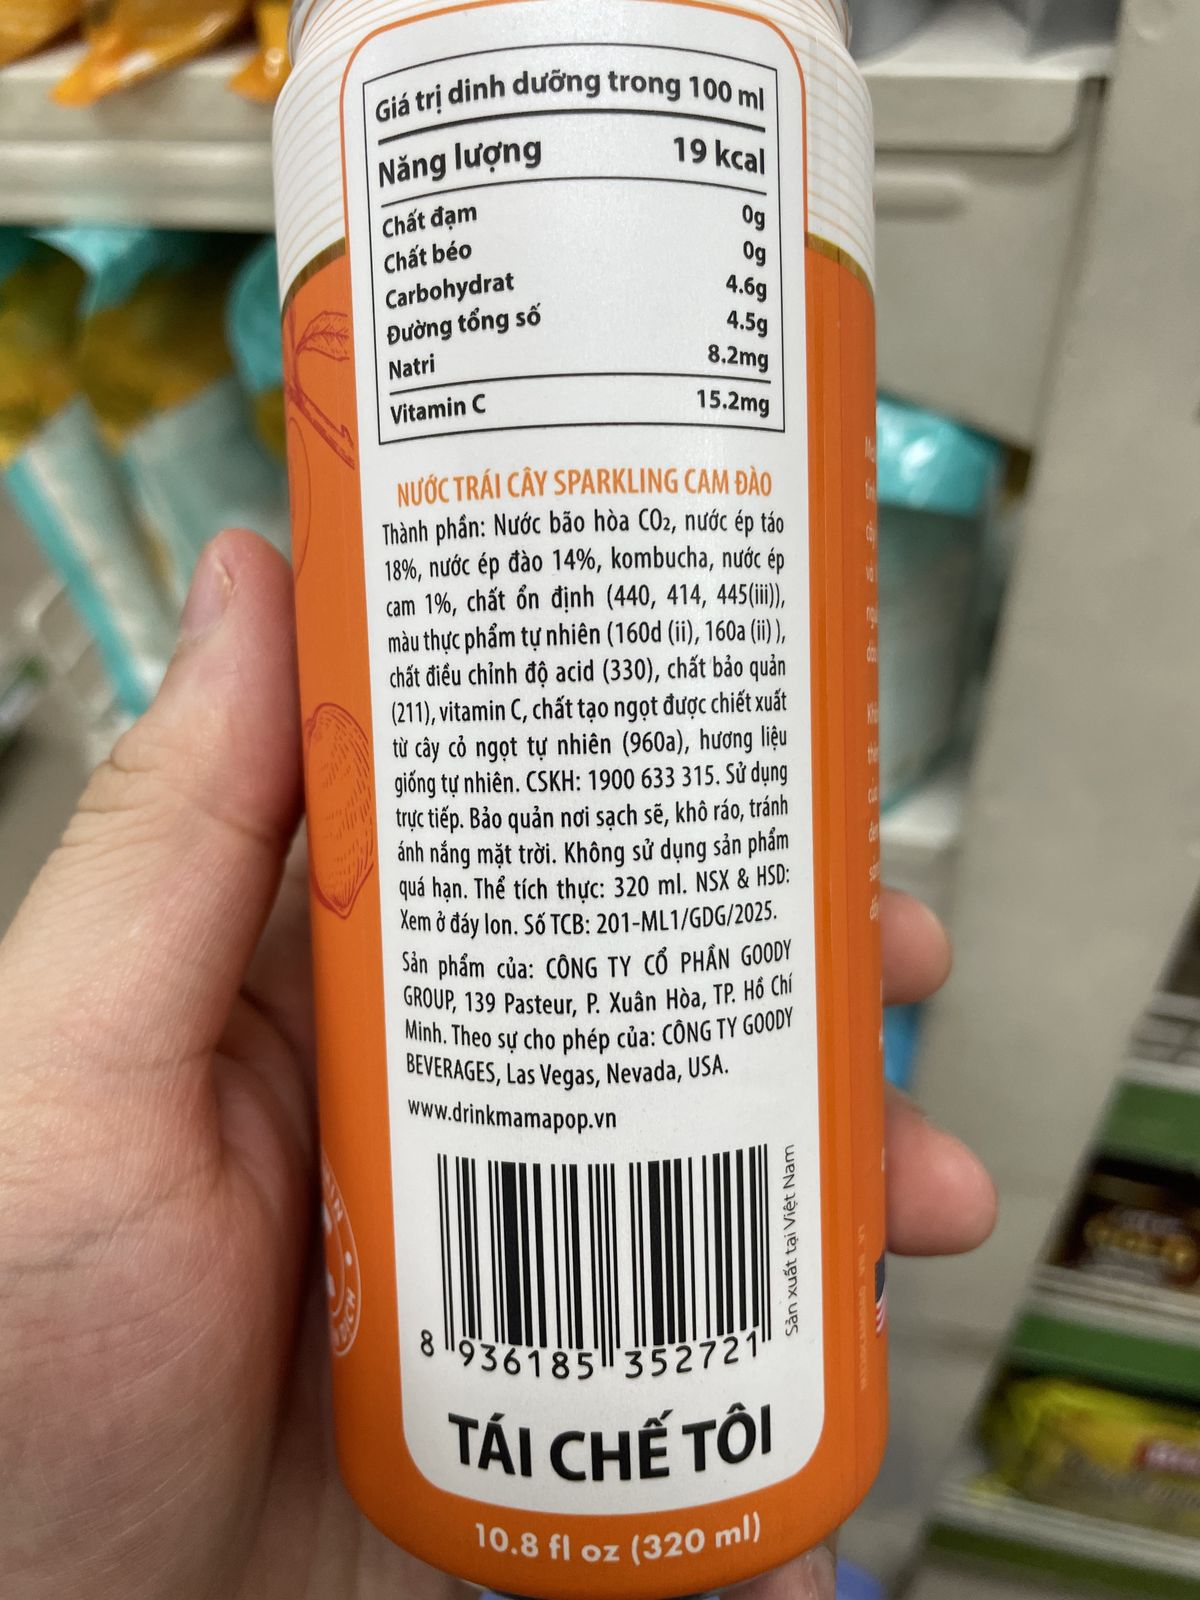 Giá trị dinh dưỡng trong 100 ml
Năng lượng 19 kcal
Chất đạm 0g
Chất béo 0g
Carbohydrat 4.6g
Đường tổng số 4.5g
Natri 8.2mg
Vitamin C 15.2mg
NƯỚC TRÁI CÂY SPARKLING CAM ĐÀO
Thành phần: Nước bão hòa CO₂, nước ép táo
18%, nước ép đào 14%, kombucha, nước ép
cam 1%, chất ổn định (440, 414, 445(iii)),
màu thực phẩm tự nhiên (160d (ii), 160a (ii) ),
chất điều chỉnh độ acid (330), chất bảo quản
(211), vitamin C, chất tạo ngọt được chiết xuất
từ cây cỏ ngọt tự nhiên (960a), hương liệu
giống tự nhiên. CSKH: 1900 633 315. Sử dụng
trực tiếp. Bảo quản nơi sạch sẽ, khô ráo, tránh
ánh nắng mặt trời. Không sử dụng sản phẩm
quá hạn. Thể tích thực: 320 ml. NSX & HSD:
Xem ở đáy lon. Số TCB: 201-ML1/GDG/2025.
Sản phẩm của: CÔNG TY CỔ PHẦN GOODY
GROUP, 139 Pasteur, P. Xuân Hòa, TP. Hồ Chí
Minh. Theo sự cho phép của: CÔNG TY GOODY
BEVERAGES, Las Vegas, Nevada, USA.
www.drinkmamapop.vn
Sản xuất tại Việt Nam
8 936185 352721
TÁI CHẾ TÔI
10.8 fl oz (320 ml)